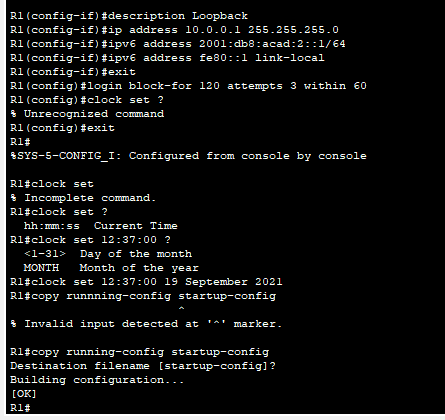 R1(config-if)#description Loopback
R1(config-if)#ip address 10.0.0.1 255.255.255.0
R1(config-if)#ipv6 address 2001:db8:acad:2::1/64
R1(config-if)#ipv6 address fe80::1 link-local
R1(config-if)#exit
R1(config)#login block-for 120 attempts 3 within 60
R1(config)#clock set ?
% Unrecognized command
R1(config)#exit
R1#
%SYS-5-CONFIG_I: Configured from console by console
R1#clock set
% Incomplete command.
R1#clock set ?
hh:mm:ss  Current Time
R1#clock set 12:37:00 ?
<1-31>  Day of the month
MONTH   Month of the year
R1#clock set 12:37:00 19 September 2021
R1#copy runnning-config startup-config
^
% Invalid input detected at '^' marker.
R1#copy running-config startup-config
Destination filename [startup-config]?
Building configuration...
[OK]
R1#